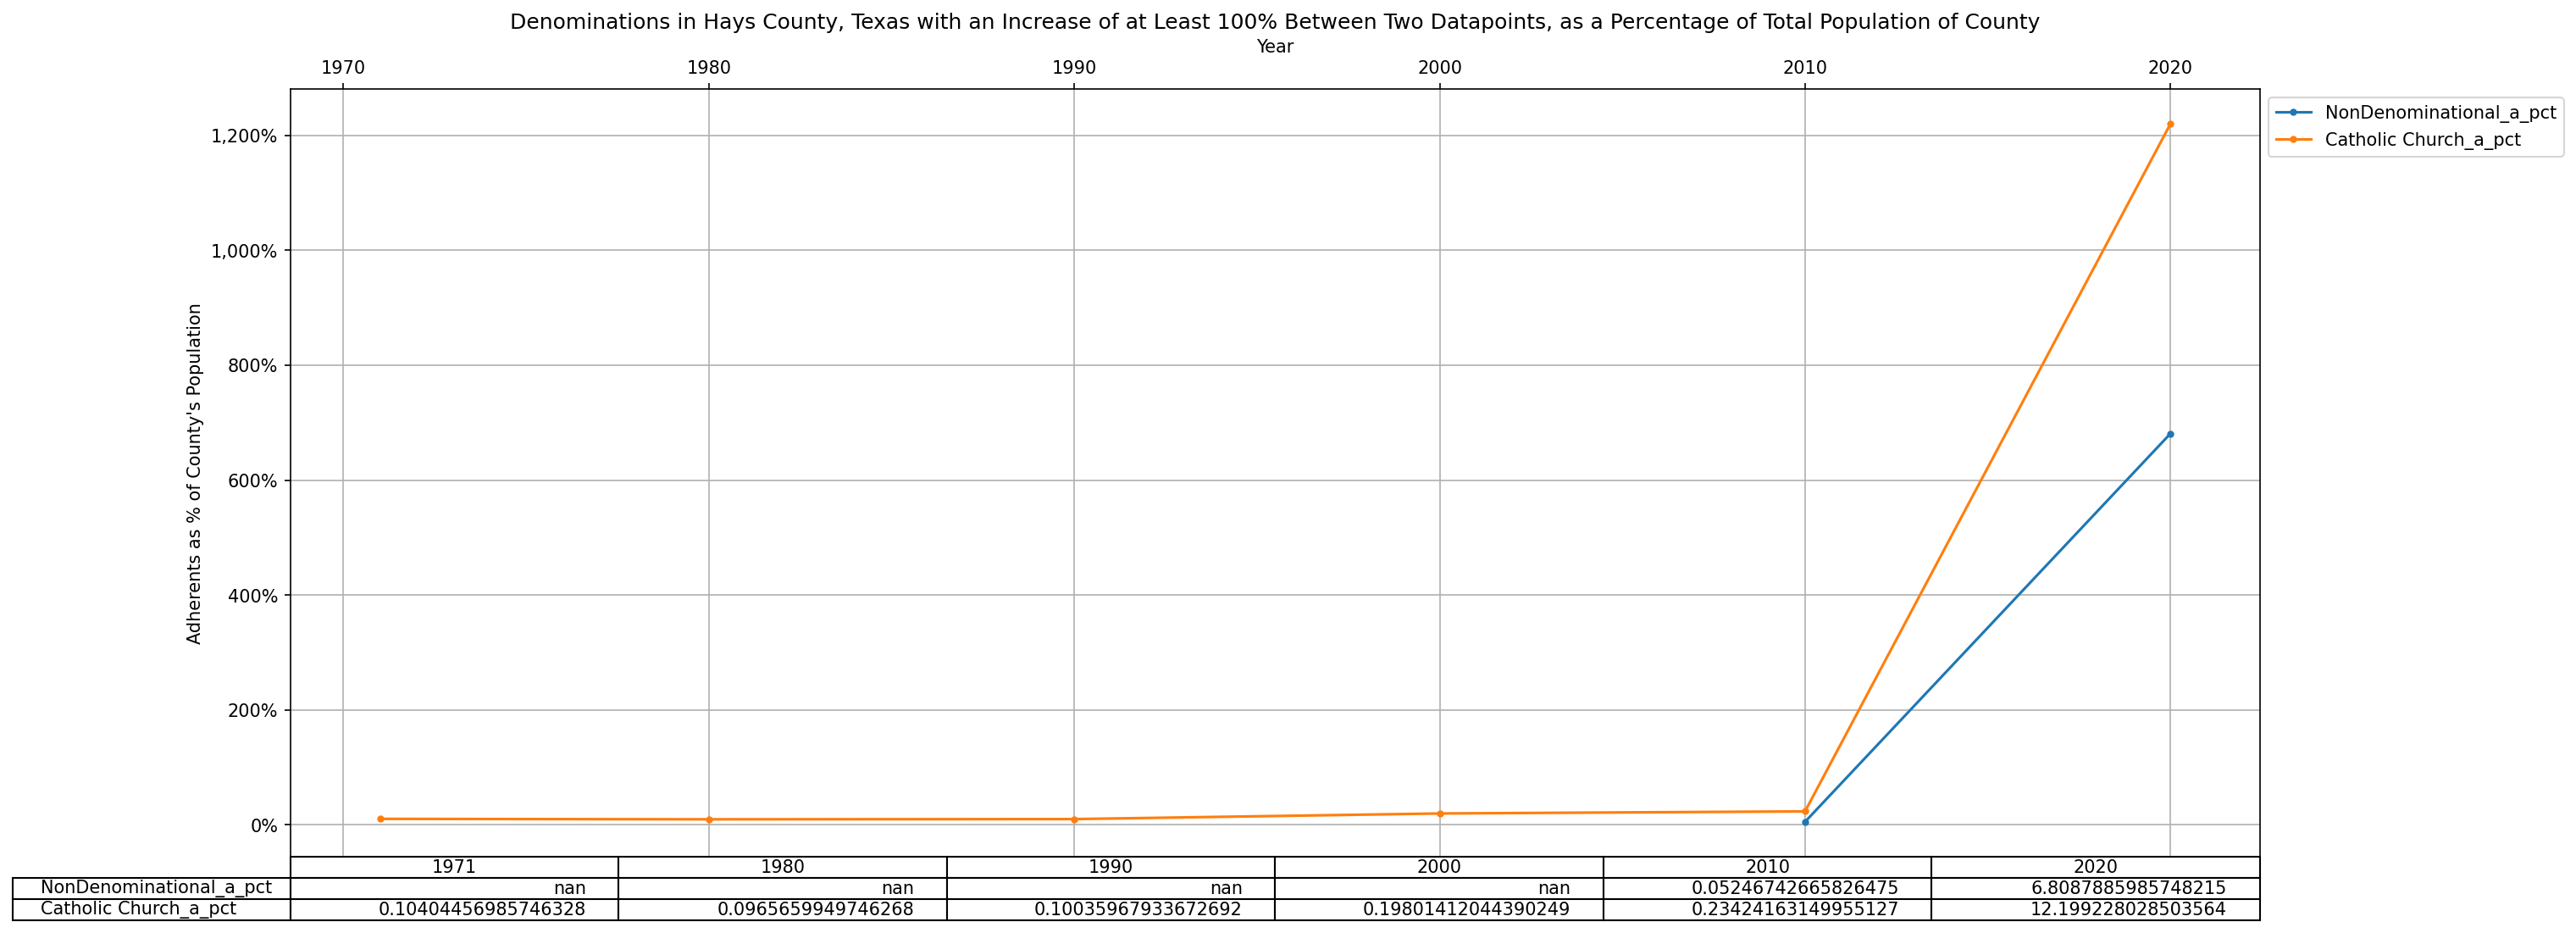 Denominations in Hays County, Texas with an Increase of at Least 100% Between Two Datapoints, as a Percentage of Total Population of County
Year
1970 1980 1990 2000 2010 2020
NonDenominational_a_pct
Catholic Church_a_pct
1,200%
1,000%
800%
600%
400%
200%
0%
Adherents as % of County's Population
1971 1980 1990 2000 2010 2020
NonDenominational_a_pct nan nan nan nan 0.05246742665826475 6.8087885985748215
Catholic Church_a_pct 0.10404456985746328 0.0965659949746268 0.10035967933672692 0.19801412044390249 0.23424163149955127 12.199228028503564